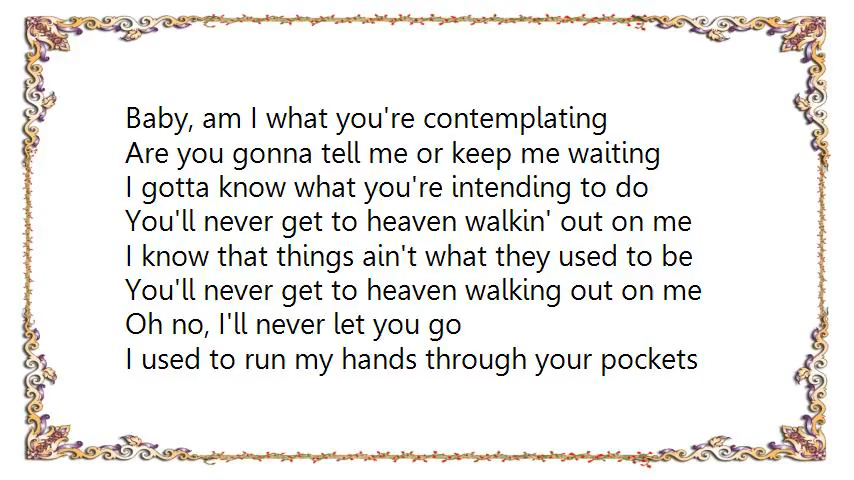 Baby, am I what you're contemplating
Are you gonna tell me or keep me waiting
I gotta know what you're intending to do
You'll never get to heaven walkin' out on me
I know that things ain't what they used to be
You'll never get to heaven walking out on me
Oh no, I'll never let you go
I used to run my hands through your pockets